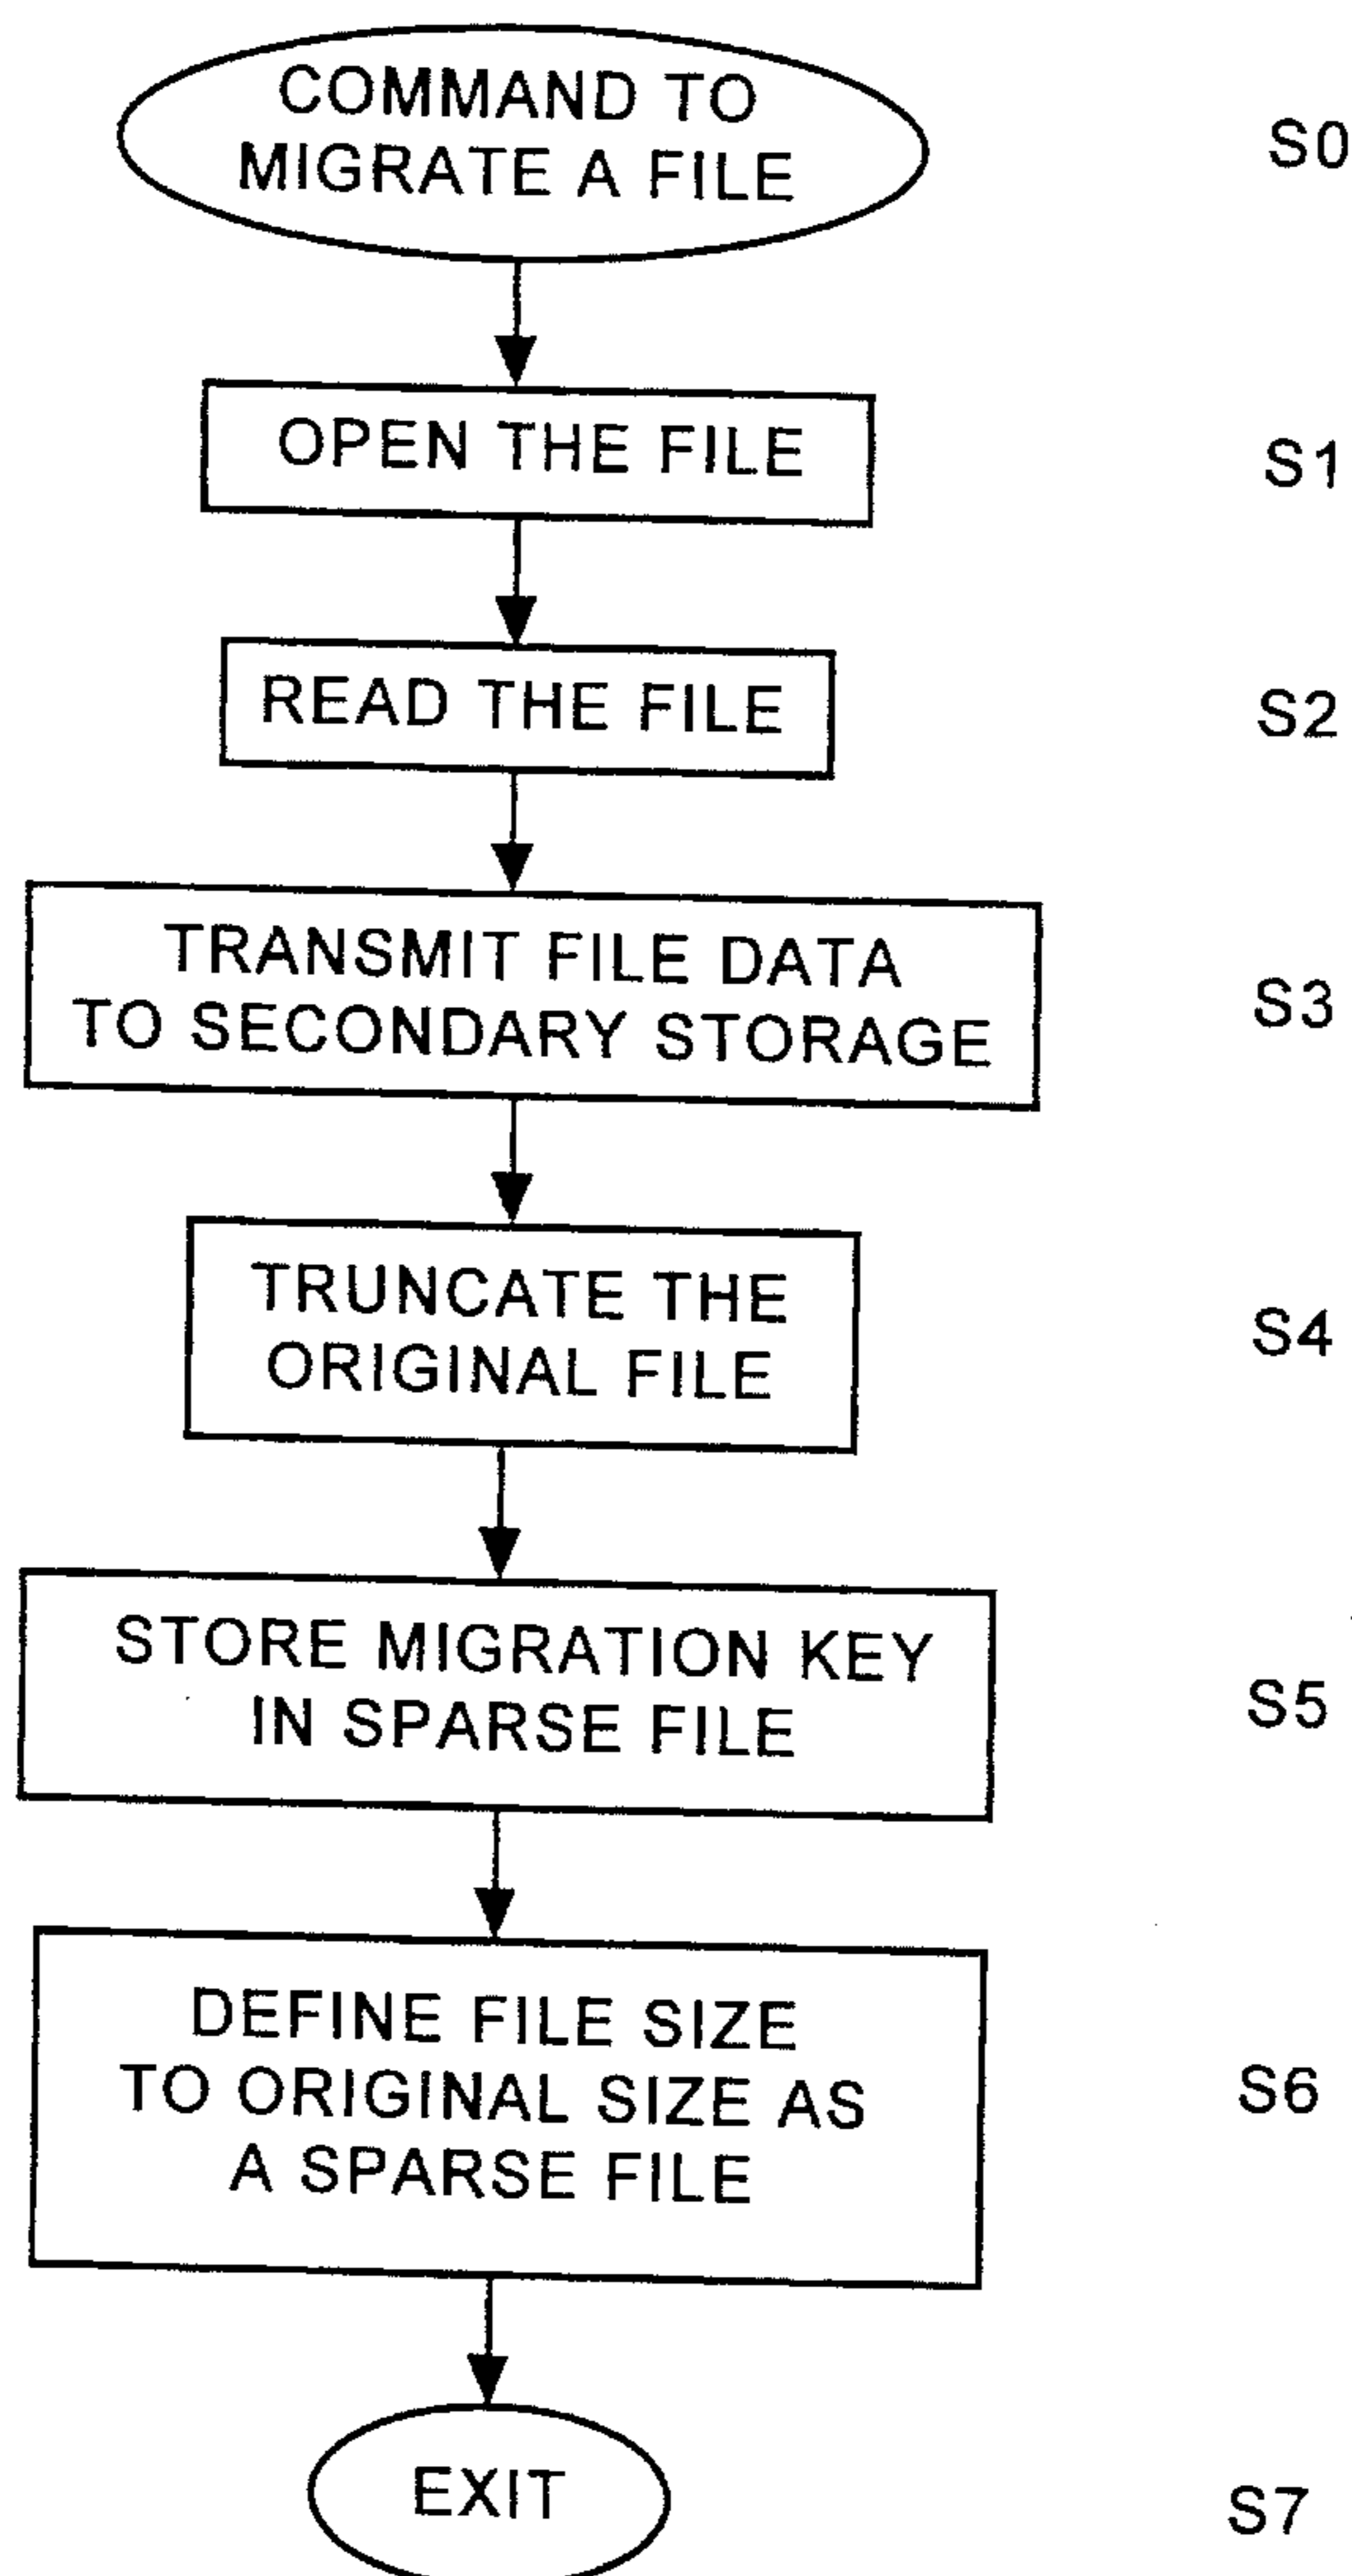 COMMAND TO
MIGRATE A FILE
S0
OPEN THE FILE
S1
READ THE FILE
S2
TRANSMIT FILE DATA
TO SECONDARY STORAGE
S3
TRUNCATE THE
ORIGINAL FILE
S4
STORE MIGRATION KEY
IN SPARSE FILE
S5
DEFINE FILE SIZE
TO ORIGINAL SIZE AS
A SPARSE FILE
S6
EXIT
S7